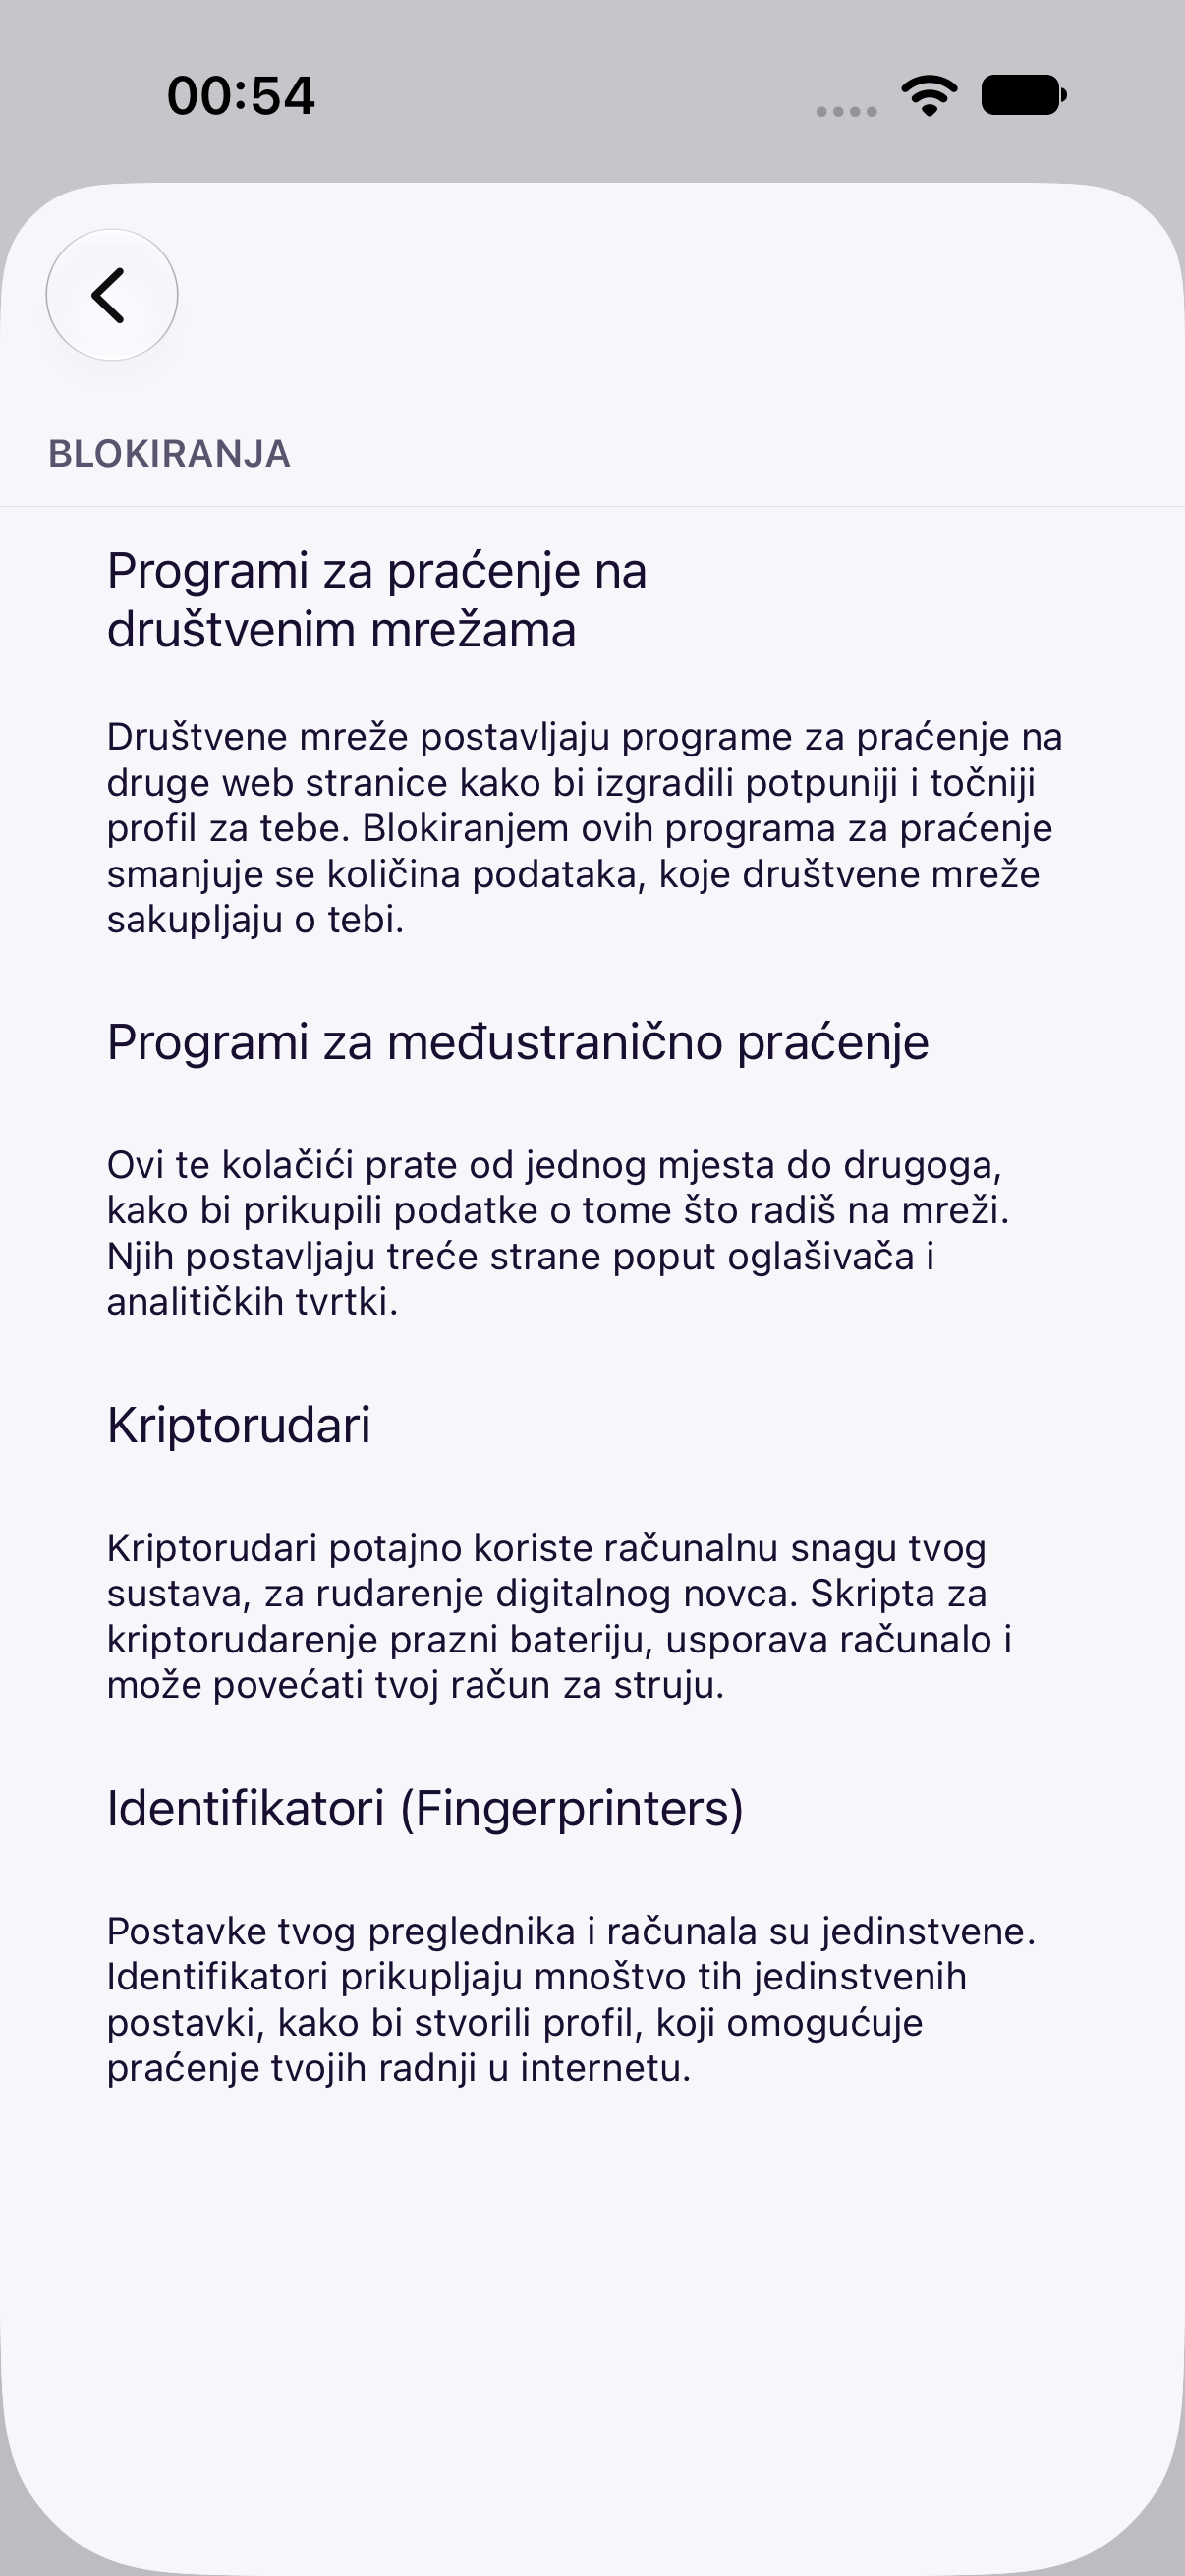 00:54
BLOKIRANJA
Programi za praćenje na
društvenim mrežama
Društvene mreže postavljaju programe za praćenje na
druge web stranice kako bi izgradili potpuniji i točniji
profil za tebe. Blokiranjem ovih programa za praćenje
smanjuje se količina podataka, koje društvene mreže
sakupljaju o tebi.
Programi za međustranično praćenje
Ovi te kolačići prate od jednog mjesta do drugoga,
kako bi prikupili podatke o tome što radiš na mreži.
Njih postavljaju treće strane poput oglašivača i
analitičkih tvrtki.
Kriptorudari
Kriptorudari potajno koriste računalnu snagu tvog
sustava, za rudarenje digitalnog novca. Skripta za
kriptorudarenje prazni bateriju, usporava računalo i
može povećati tvoj račun za struju.
Identifikatori (Fingerprinters)
Postavke tvog preglednika i računala su jedinstvene.
Identifikatori prikupljaju mnoštvo tih jedinstvenih
postavki, kako bi stvorili profil, koji omogućuje
praćenje tvojih radnji u internetu.